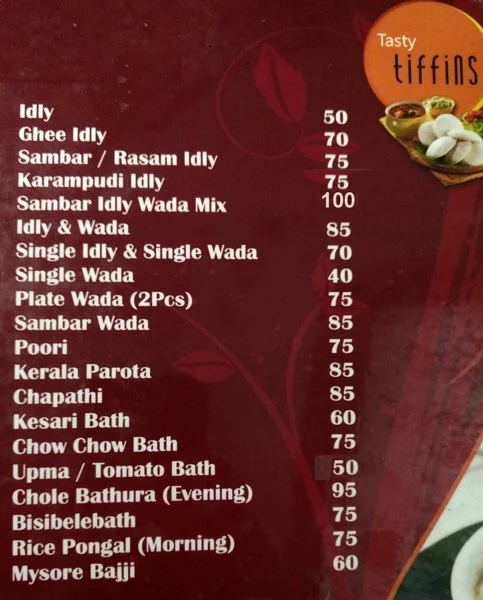 Tasty
tiffins
Idly 50
Ghee Idly 70
Sambar / Rasam Idly 75
Karampudi Idly 75
Sambar Idly Wada Mix 100
Idly & Wada 85
Single Idly & Single Wada 70
Single Wada 40
Plate Wada (2Pcs) 75
Sambar Wada 85
Poori 75
Kerala Parota 85
Chapathi 85
Kesari Bath 60
Chow Chow Bath 75
Upma / Tomato Bath 50
Chole Bathura (Evening) 95
Bisibelebath 75
Rice Pongal (Morning) 75
Mysore Bajji 60